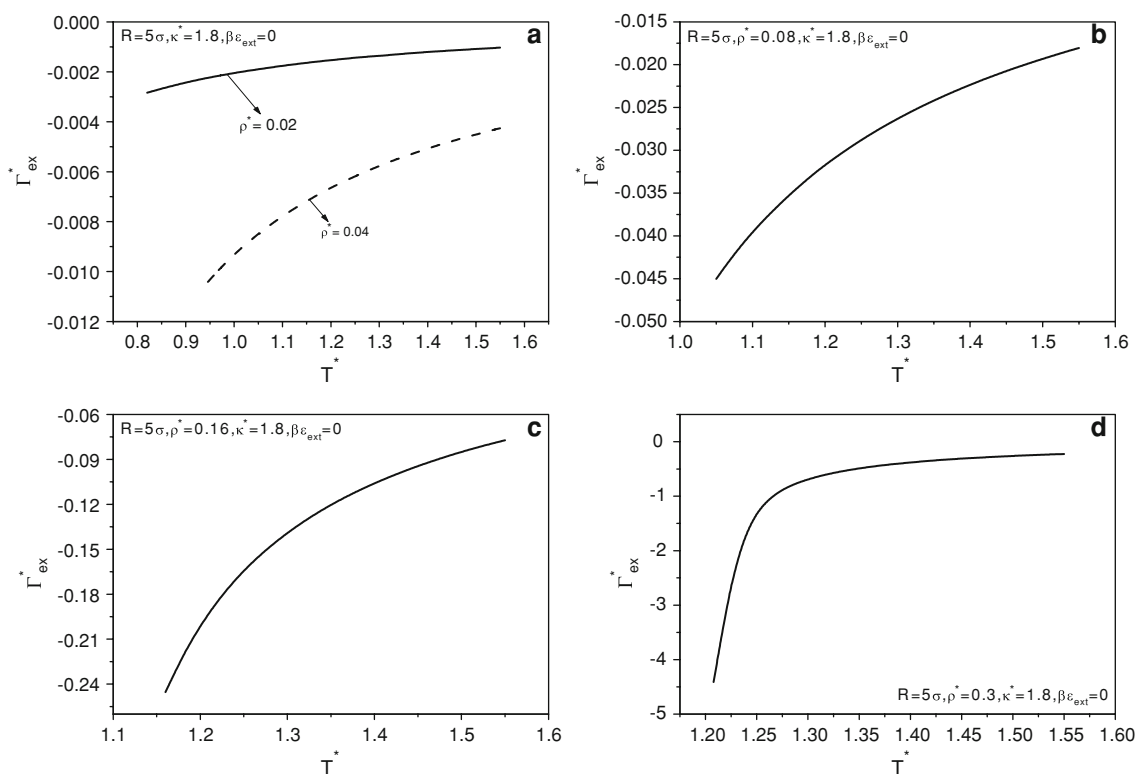 R=5σ,κ*=1.8,βε_ext=0
a
0.000
-0.002
-0.004
-0.006
-0.008
-0.010
-0.012
Γ*ex
ρ*= 0.02
ρ*= 0.04
0.8 0.9 1.0 1.1 1.2 1.3 1.4 1.5 1.6
T*
R=5σ,ρ*=0.08,κ*=1.8,βε_ext=0
b
-0.015
-0.020
-0.025
-0.030
-0.035
-0.040
-0.045
-0.050
Γ*ex
1.0 1.1 1.2 1.3 1.4 1.5 1.6
T*
R=5σ,ρ*=0.16,κ*=1.8,βε_ext=0
c
-0.06
-0.09
-0.12
-0.15
-0.18
-0.21
-0.24
Γ*ex
1.1 1.2 1.3 1.4 1.5 1.6
T*
d
0
-1
-2
-3
-4
-5
Γ*ex
R=5σ,ρ*=0.3,κ*=1.8,βε_ext=0
1.20 1.25 1.30 1.35 1.40 1.45 1.50 1.55 1.60
T*